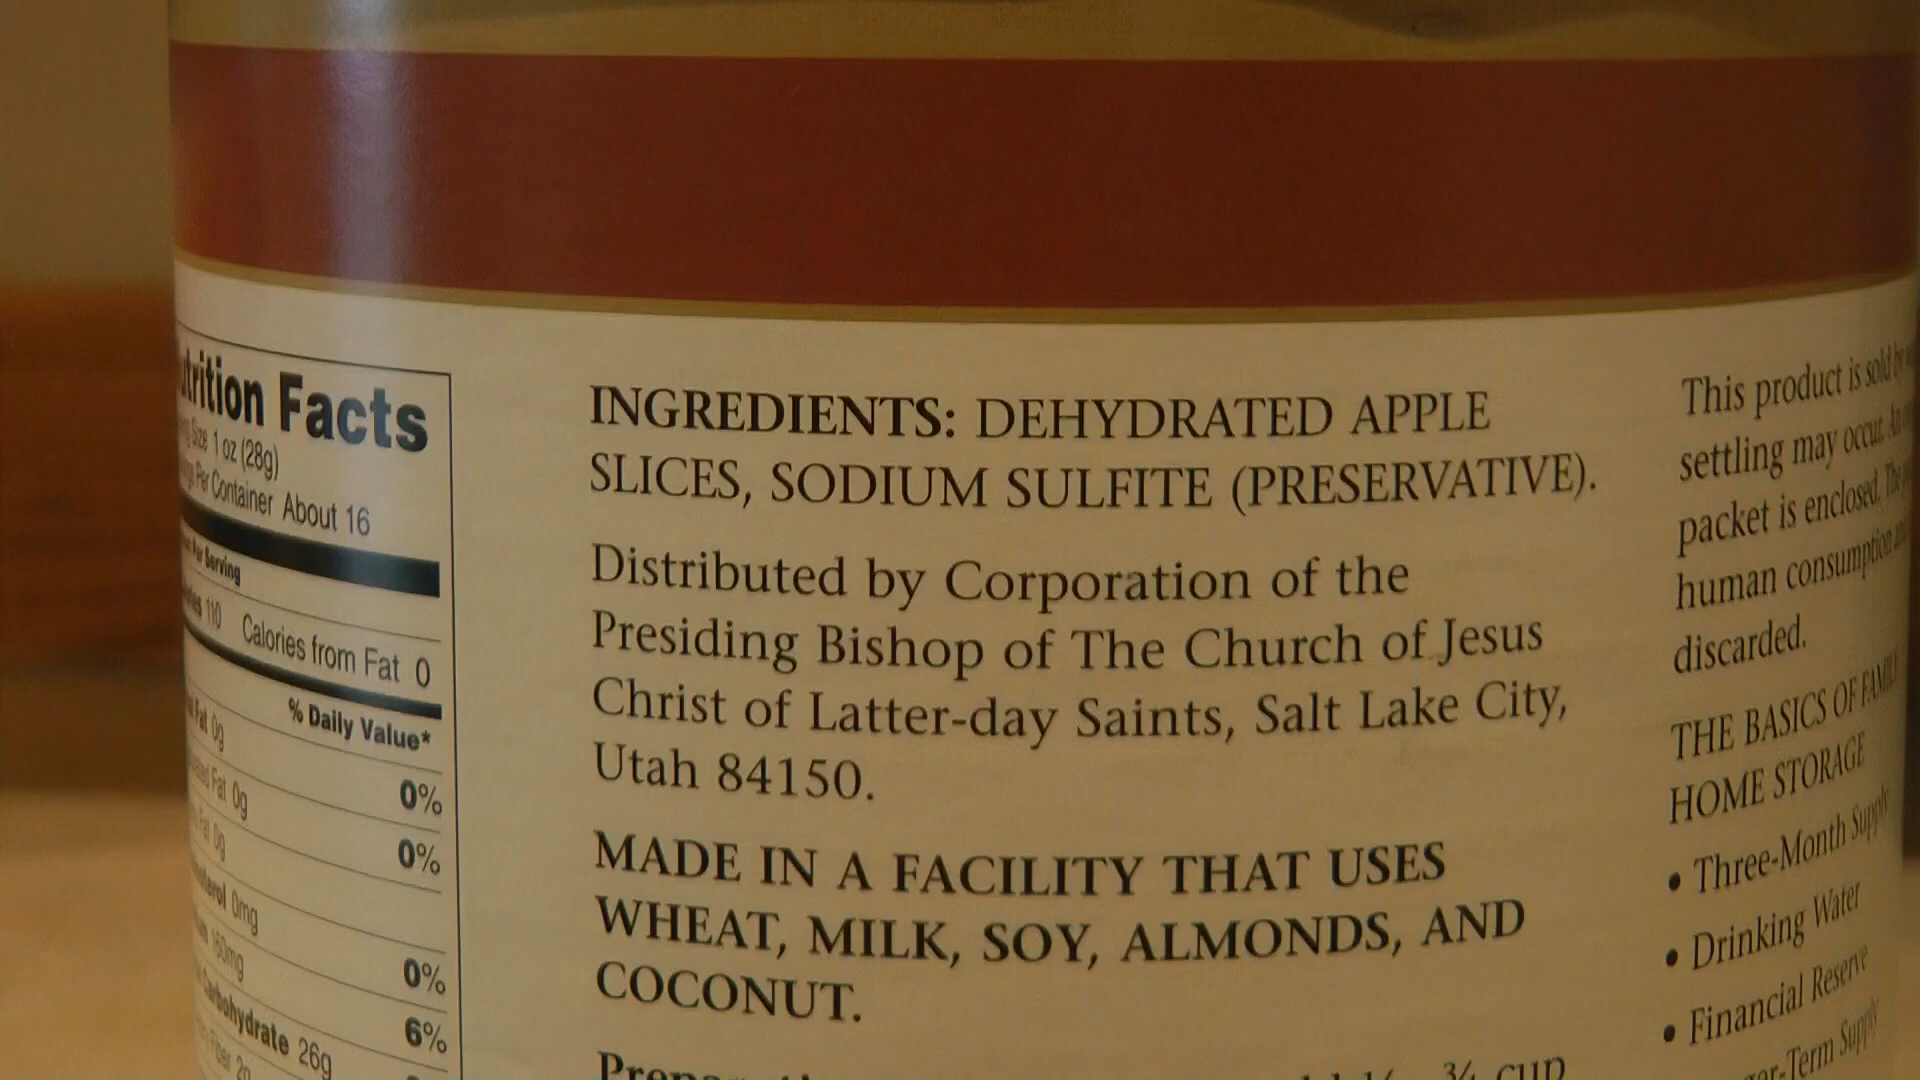 Nutrition Facts
Size 1 oz (28g)
Per Container About 16
Per Serving
110 Calories from Fat 0
% Daily Value*
Fat 0g 0%
Fat 0g 0%
Fat 0g
0mg 0%
160mg 6%
Carbohydrate 26g
Fiber 2g
INGREDIENTS: DEHYDRATED APPLE
SLICES, SODIUM SULFITE (PRESERVATIVE).
Distributed by Corporation of the
Presiding Bishop of The Church of Jesus
Christ of Latter-day Saints, Salt Lake City,
Utah 84150.
MADE IN A FACILITY THAT USES
WHEAT, MILK, SOY, ALMONDS, AND
COCONUT.
¾ cup
This product is sold by
settling may occur. An
packet is enclosed. The
human consumption
discarded.
THE BASICS OF FAMILY
HOME STORAGE
• Three-Month Supply
• Drinking Water
• Financial Reserve
Term Supply